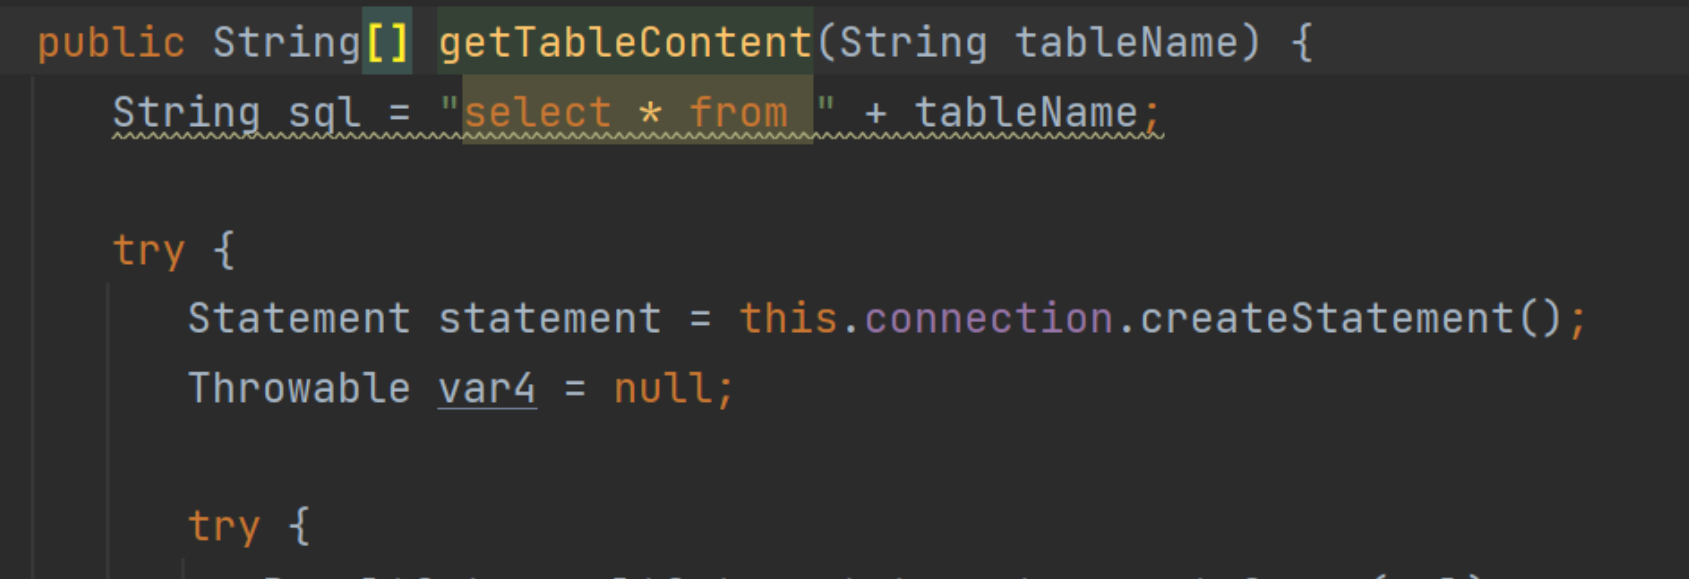 public String[] getTableContent(String tableName) {
String sql = "select * from " + tableName;
try {
Statement statement = this.connection.createStatement();
Throwable var4 = null;
try {